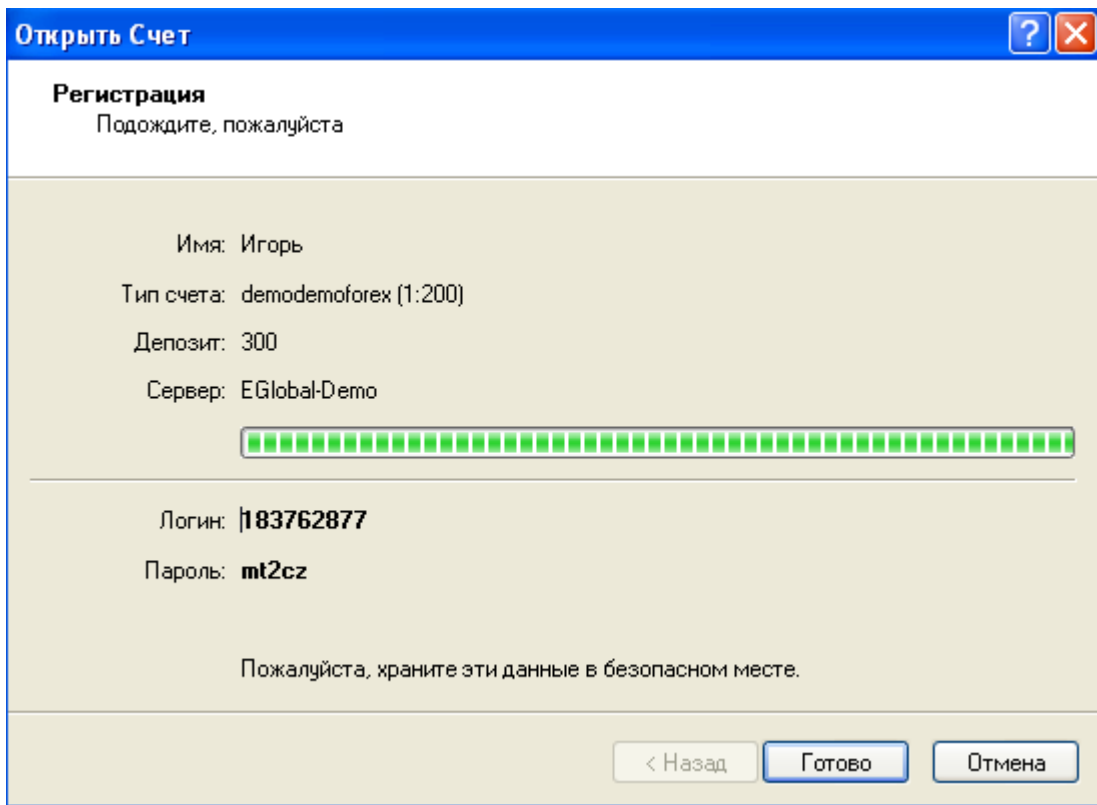 Открыть Счет
Регистрация
Подождите, пожалуйста
Имя: Игорь
Тип счета: demodemoforex (1:200)
Депозит: 300
Сервер: EGlobal-Demo
Логин: 183762877
Пароль: mt2cz
Пожалуйста, храните эти данные в безопасном месте.
< Назад Готово Отмена